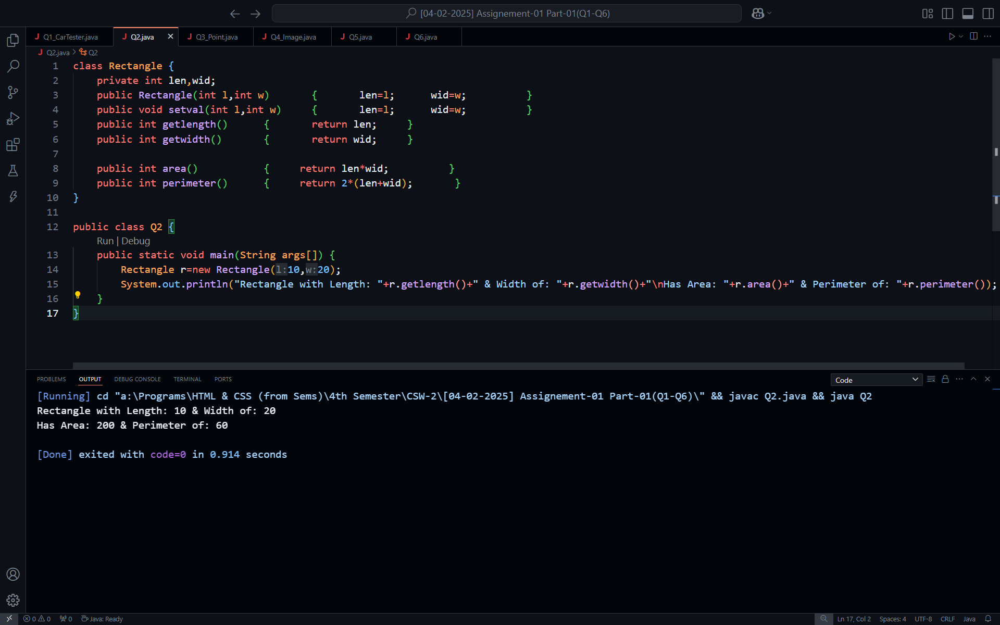 [04-02-2025] Assignement-01 Part-01(Q1-Q6)
J Q1_CarTester.java J Q2.java J Q3_Point.java J Q4_Image.java J Q5.java J Q6.java
J Q2.java > Q2
1 class Rectangle {
2 private int len,wid;
3 public Rectangle(int l,int w) { len=l; wid=w; }
4 public void setval(int l,int w) { len=l; wid=w; }
5 public int getlength() { return len; }
6 public int getwidth() { return wid; }
7
8 public int area() { return len*wid; }
9 public int perimeter() { return 2*(len+wid); }
10 }
11
12 public class Q2 {
Run | Debug
13 public static void main(String args[]) {
14 Rectangle r=new Rectangle(l:10,w:20);
15 System.out.println("Rectangle with Length: "+r.getlength()+" & Width of: "+r.getwidth()+"\nHas Area: "+r.area()+" & Perimeter of: "+r.perimeter());
16 }
17 }
PROBLEMS OUTPUT DEBUG CONSOLE TERMINAL PORTS Code
[Running] cd "a:\Programs\HTML & CSS (from Sems)\4th Semester\CSW-2\[04-02-2025] Assignement-01 Part-01(Q1-Q6)\" && javac Q2.java && java Q2
Rectangle with Length: 10 & Width of: 20
Has Area: 200 & Perimeter of: 60
[Done] exited with code=0 in 0.914 seconds
0 0 0 Java: Ready Ln 17, Col 2 Spaces: 4 UTF-8 CRLF Java